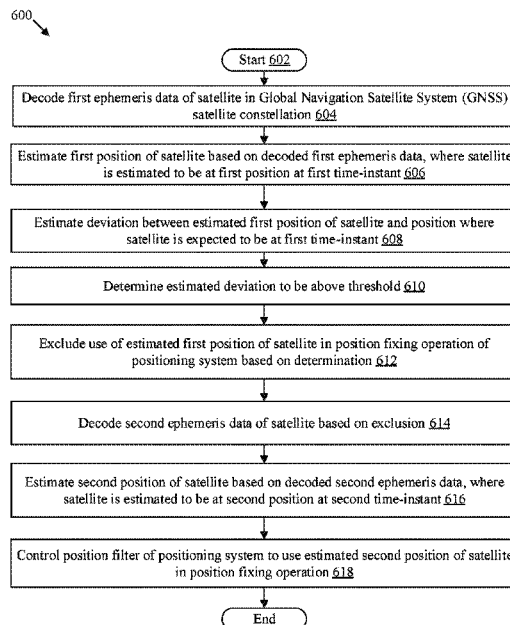 600
Start 602
Decode first ephemeris data of satellite in Global Navigation Satellite System (GNSS)
satellite constellation 604
Estimate first position of satellite based on decoded first ephemeris data, where satellite
is estimated to be at first position at first time-instant 606
Estimate deviation between estimated first position of satellite and position where
satellite is expected to be at first time-instant 608
Determine estimated deviation to be above threshold 610
Exclude use of estimated first position of satellite in position fixing operation of
positioning system based on determination 612
Decode second ephemeris data of satellite based on exclusion 614
Estimate second position of satellite based on decoded second ephemeris data, where
satellite is estimated to be at second position at second time-instant 616
Control position filter of positioning system to use estimated second position of satellite
in position fixing operation 618
End